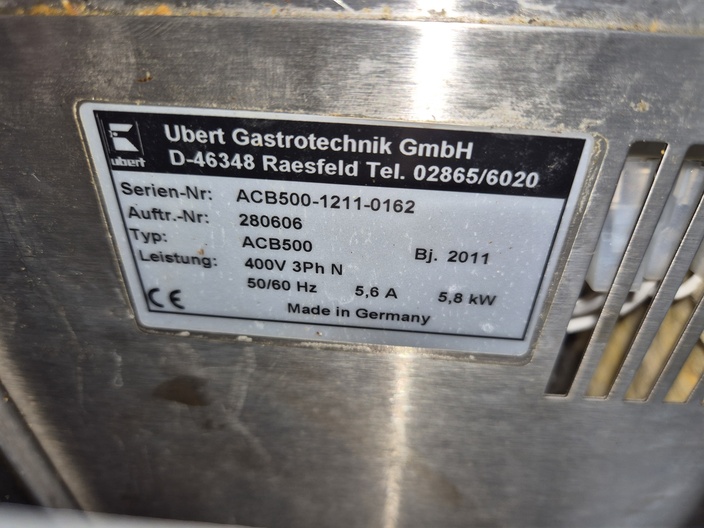 ubert
Ubert Gastrotechnik GmbH
D-46348 Raesfeld Tel. 02865/6020
Serien-Nr: ACB500-1211-0162
Auftr.-Nr: 280606
Typ: ACB500 Bj. 2011
Leistung: 400V 3Ph N
50/60 Hz 5,6 A 5,8 kW
CE Made in Germany